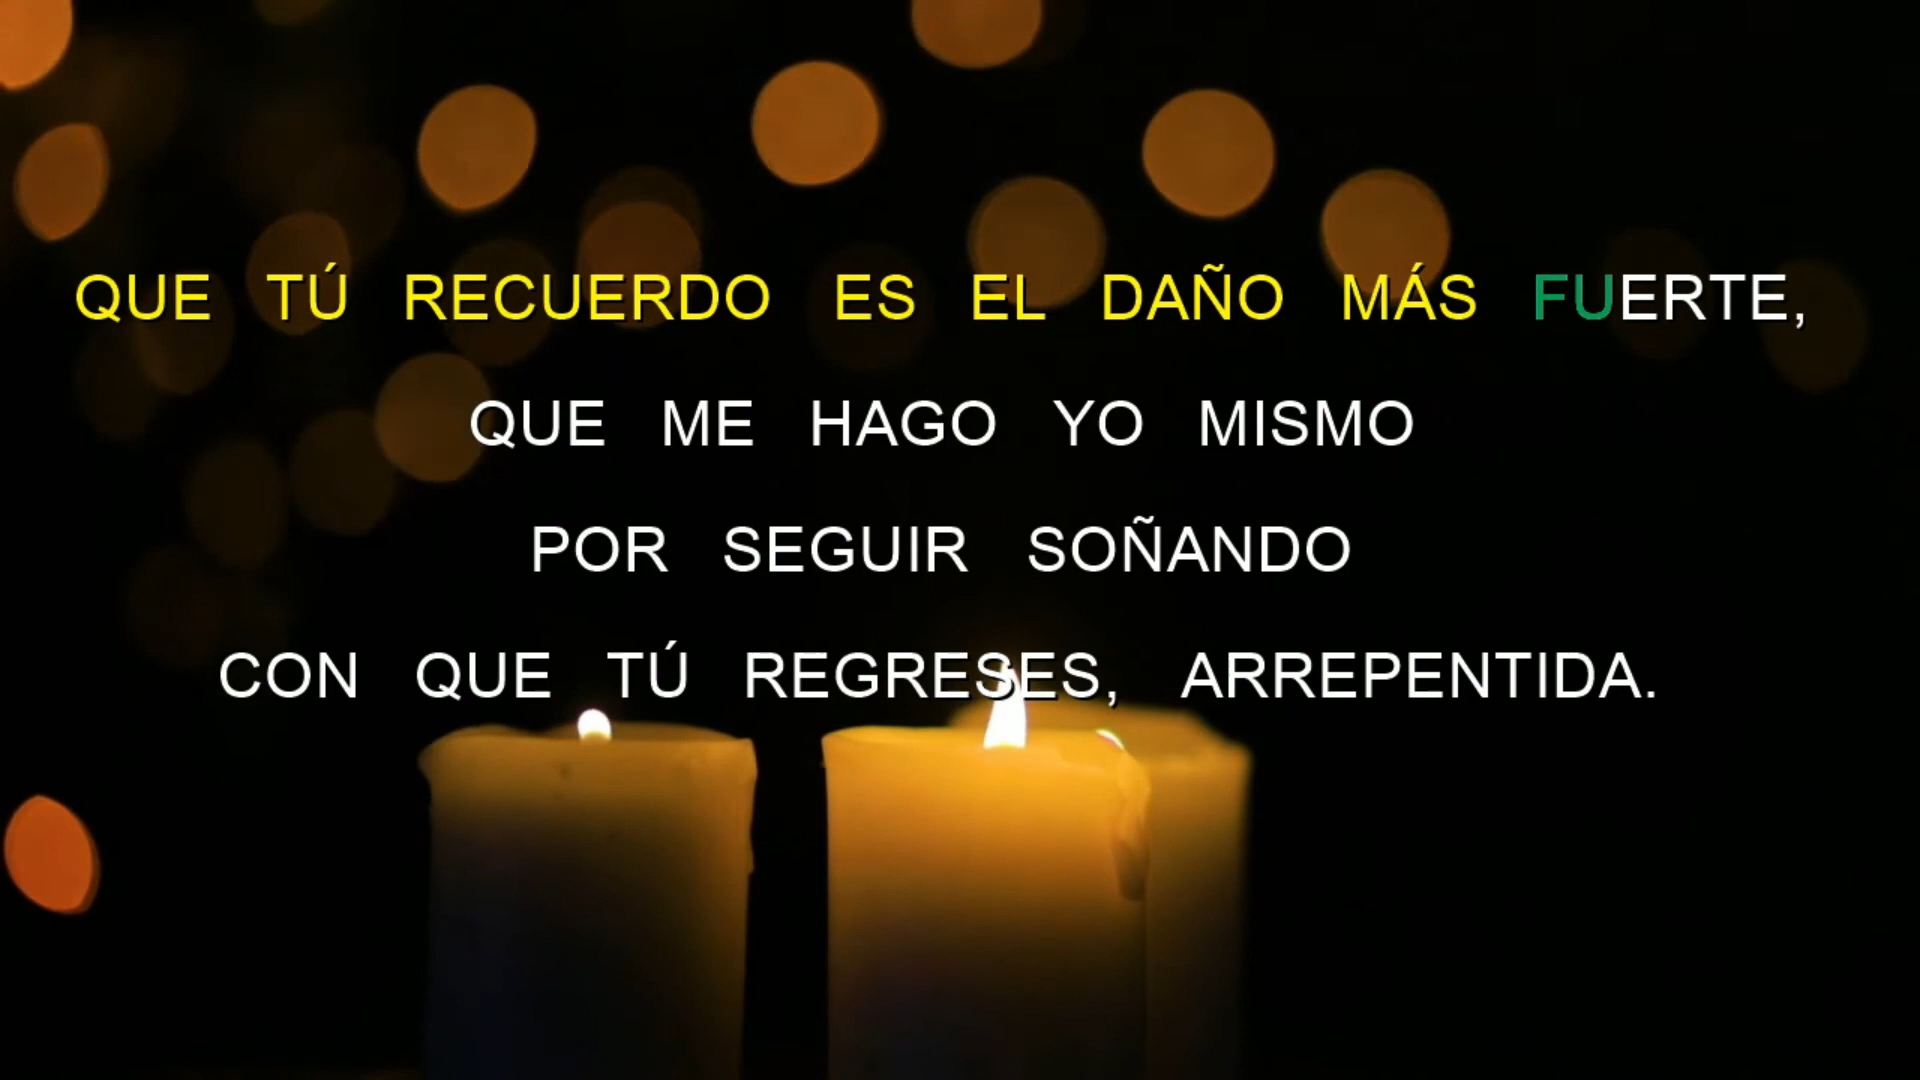 QUE TÚ RECUERDO ES EL DAÑO MÁS FUERTE,
QUE ME HAGO YO MISMO
POR SEGUIR SOÑANDO
CON QUE TÚ REGRESES, ARREPENTIDA.